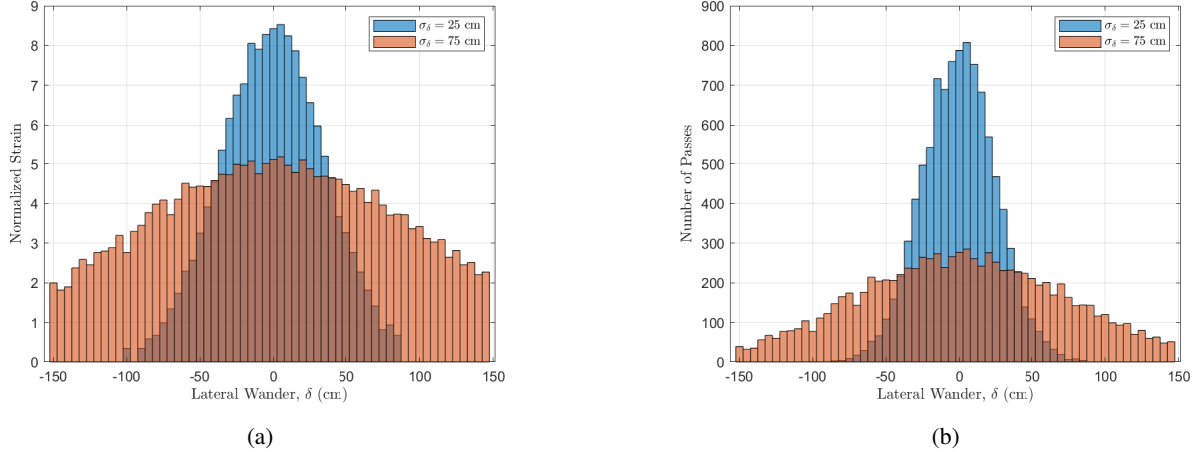 9
8
7
6
5
4
3
2
1
0
Normalized Strain
σδ = 25 cm
σδ = 75 cm
-150 -100 -50 0 50 100 150
Lateral Wander, δ (cm)
(a)
900
800
700
600
500
400
300
200
100
0
Number of Passes
σδ = 25 cm
σδ = 75 cm
-150 -100 -50 0 50 100 150
Lateral Wander, δ (cm)
(b)